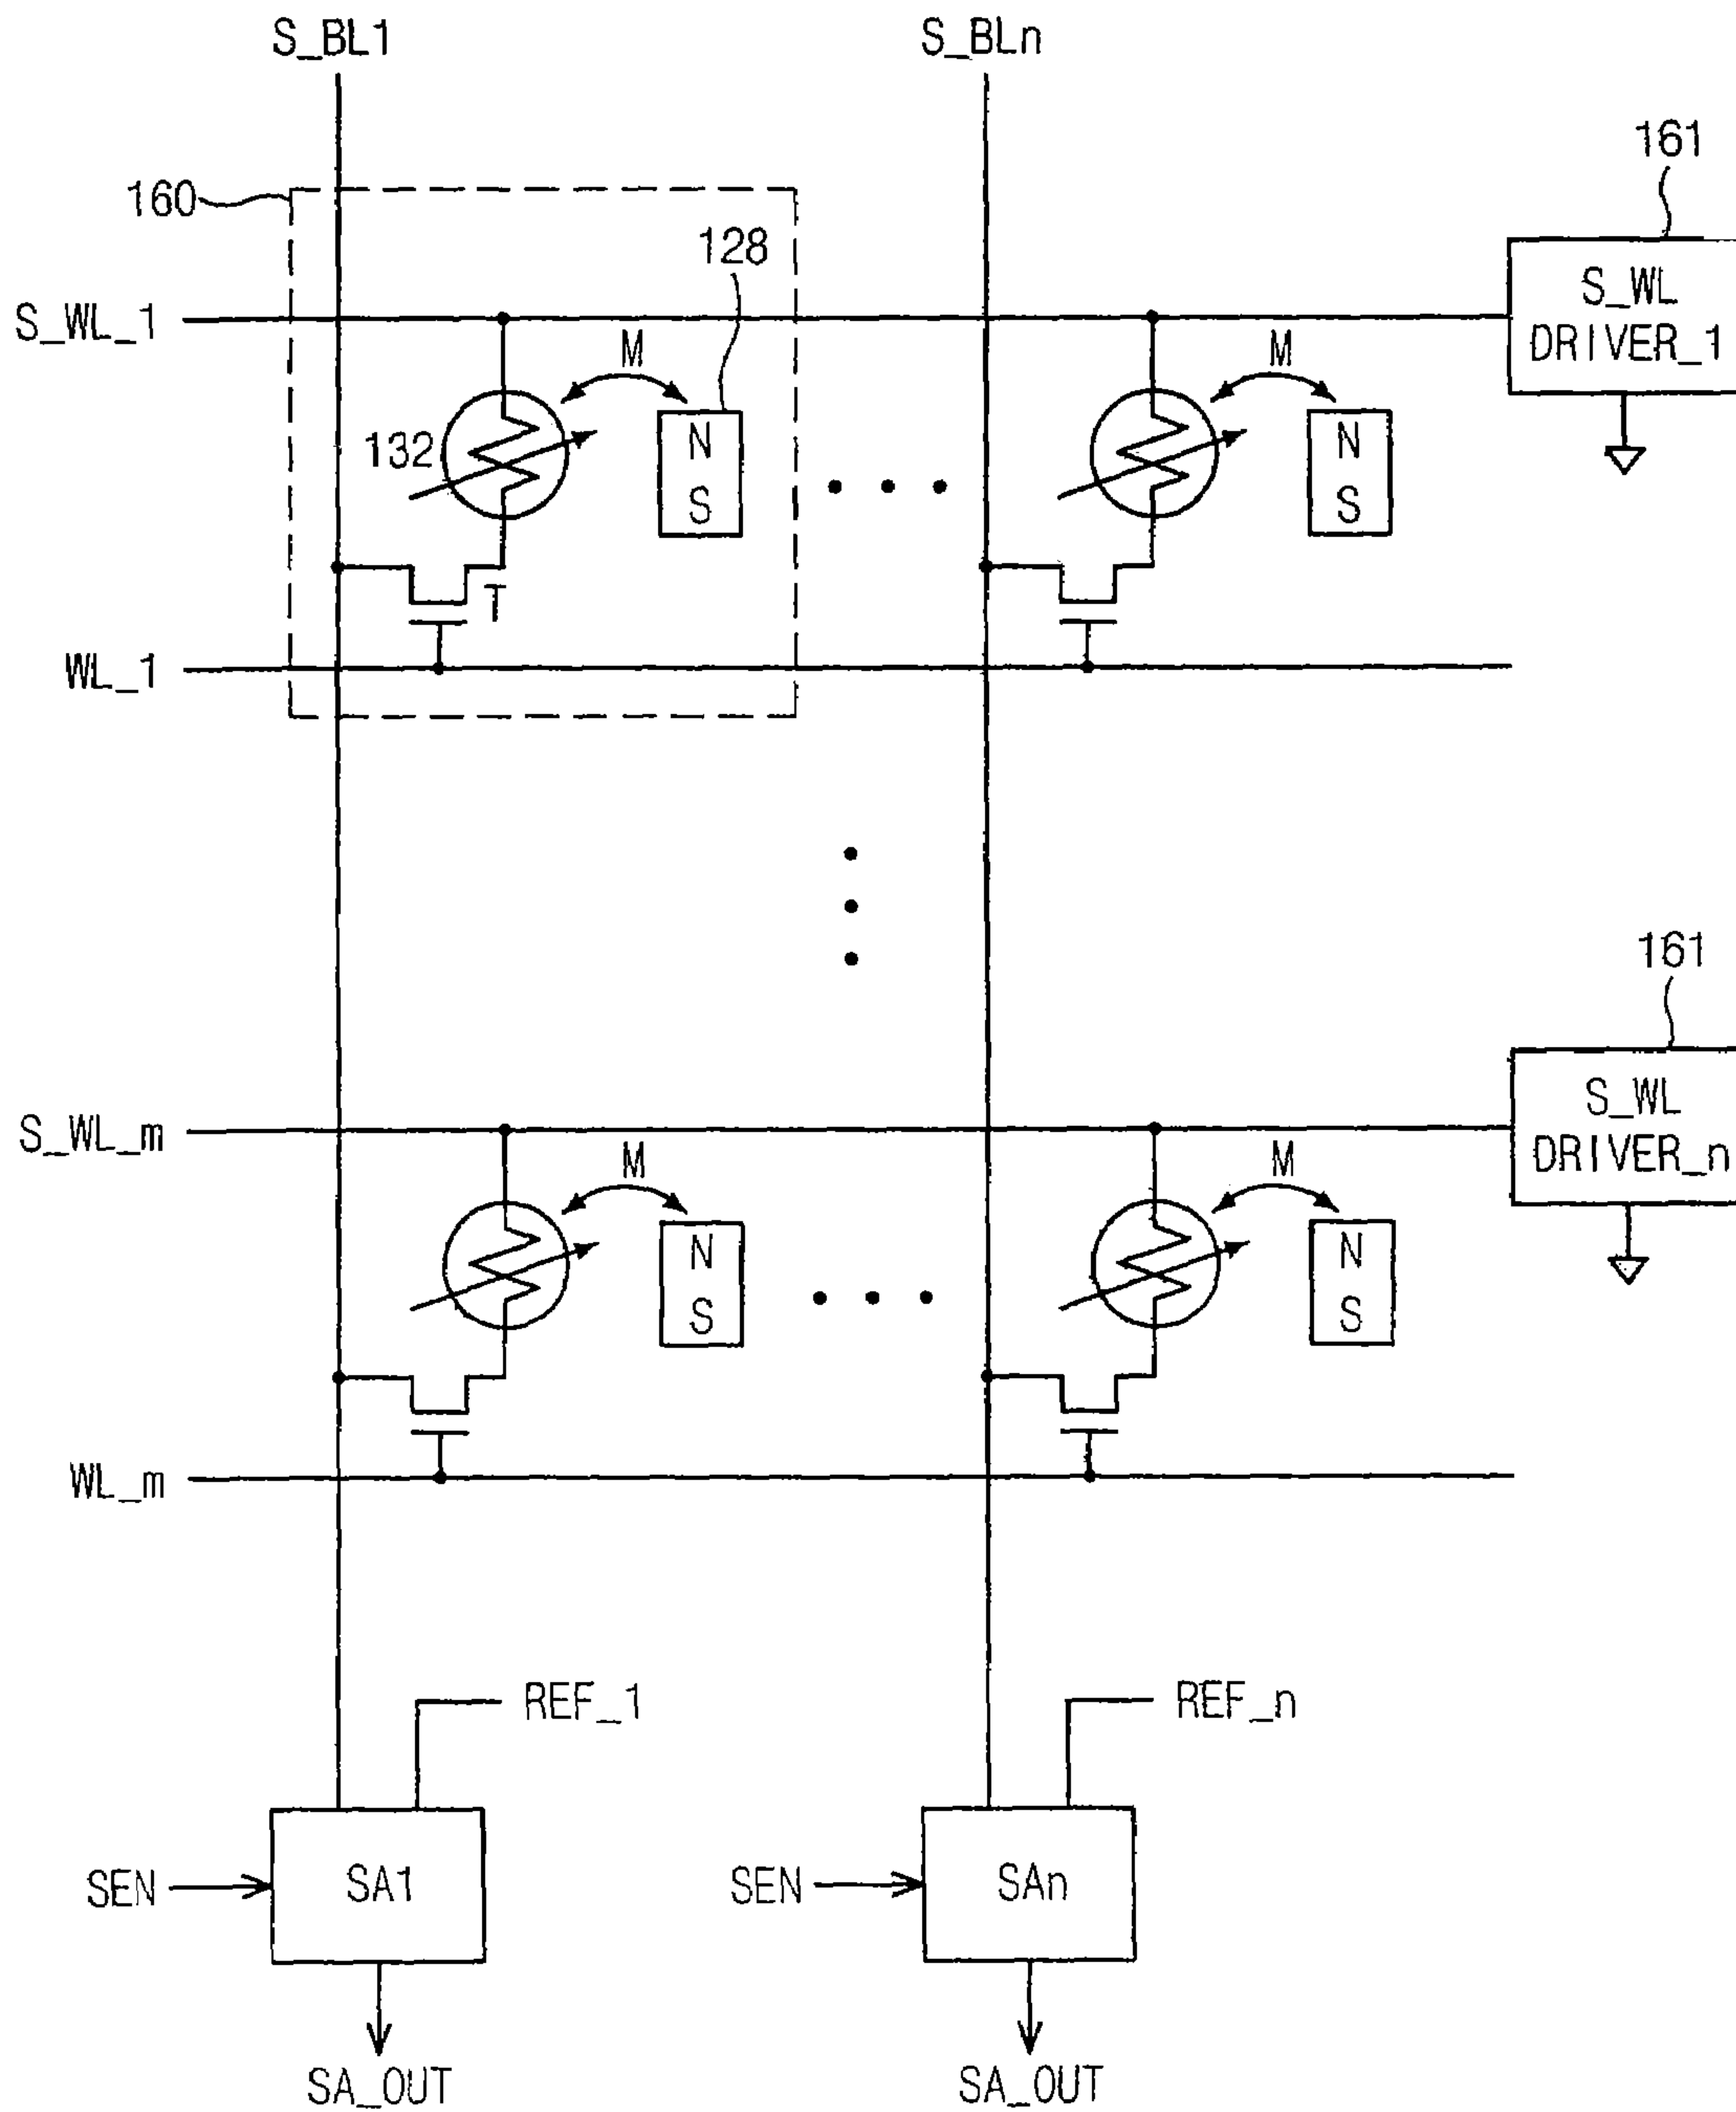 S_BL1
S_BLn
161
160
128
S_WL_1
S_WL
DRIVER_1
M
M
132
N
S
N
S
T
WL_1
161
S_WL_m
S_WL
DRIVER_n
M
M
N
S
N
S
WL_m
REF_1
REF_n
SEN
SA1
SEN
SAn
SA_OUT
SA_OUT